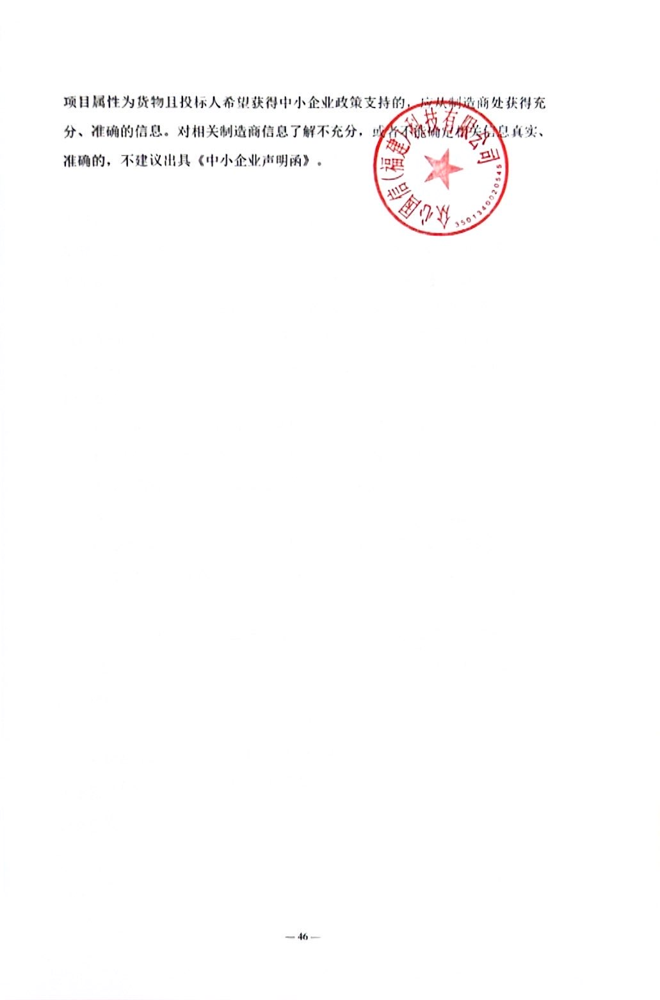 项目属性为货物且投标人希望获得中小企业政策支持的，应从制造商处获得充
分、准确的信息。对相关制造商信息了解不充分，或者不能确定相关信息真实、
准确的，不建议出具《中小企业声明函》。
众心国信(福建)科技有限公司
3501340020545
— 46 —